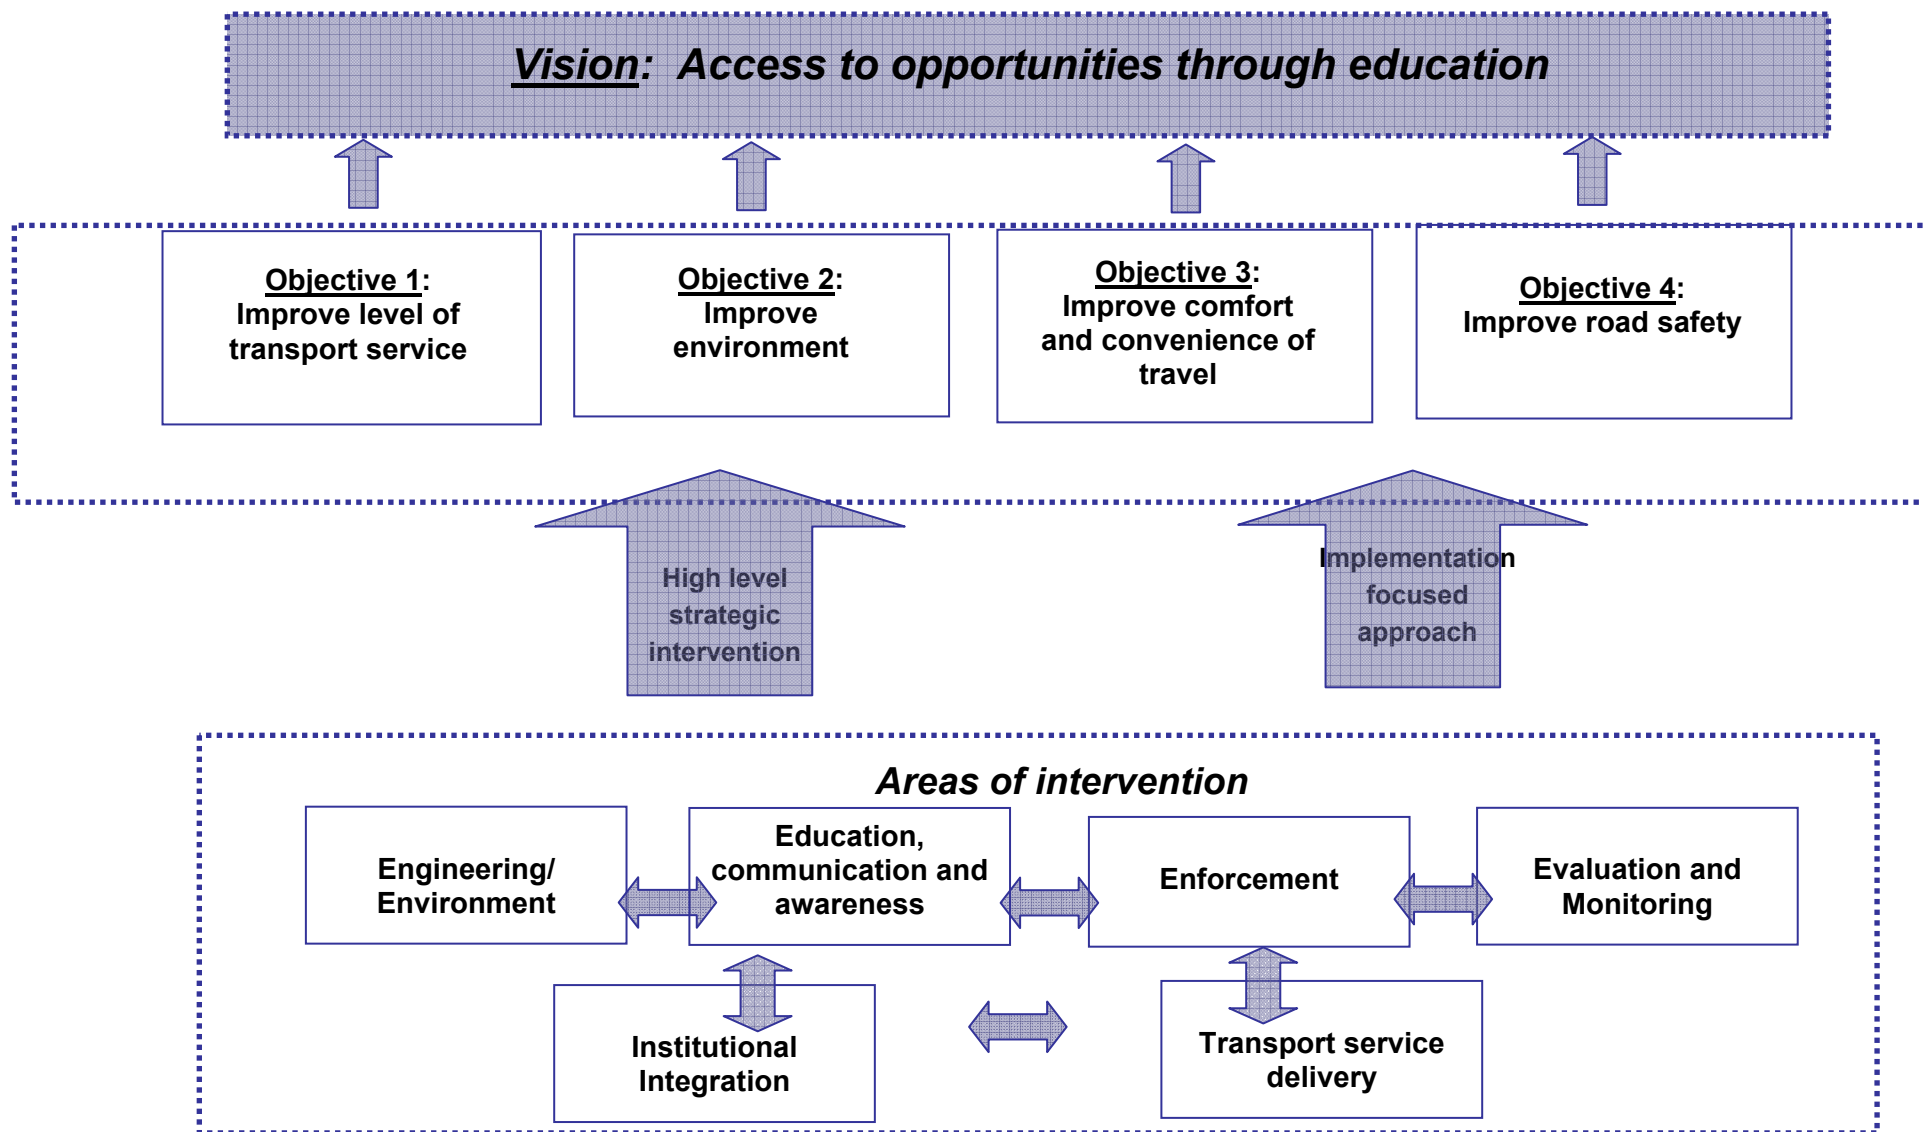 Vision: Access to opportunities through education
Objective 1:
Improve level of
transport service
Objective 2:
Improve
environment
Objective 3:
Improve comfort
and convenience of
travel
Objective 4:
Improve road safety
High level
strategic
intervention
Implementation
focused
approach
Areas of intervention
Engineering/
Environment
Education,
communication and
awareness
Enforcement
Evaluation and
Monitoring
Institutional
Integration
Transport service
delivery